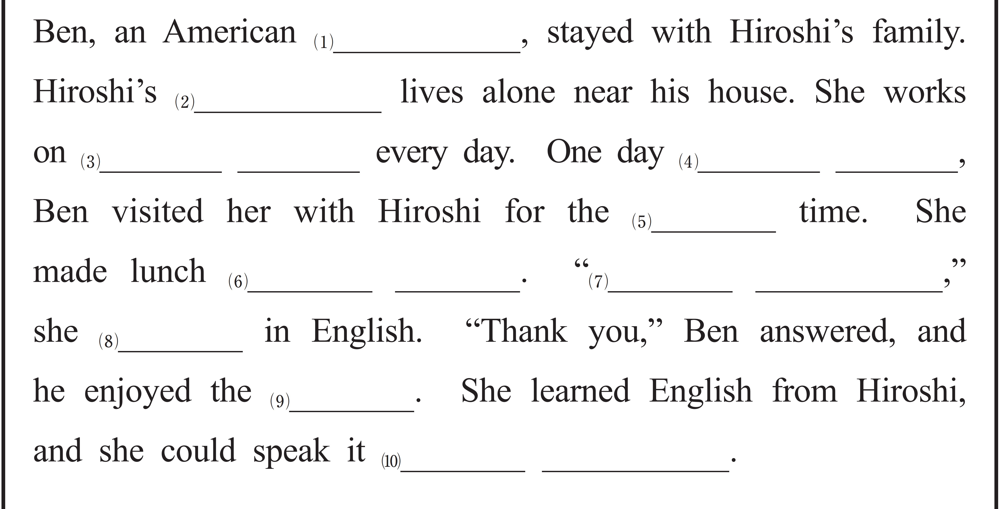 Ben, an American (1)                , stayed with Hiroshi’s family.
Hiroshi’s (2)                 lives alone near his house. She works
on (3)                       every day. One day (4)                      ,
Ben visited her with Hiroshi for the (5)            time. She
made lunch (6)                       . “(7)                           ,”
she (8)            in English. “Thank you,” Ben answered, and
he enjoyed the (9)           . She learned English from Hiroshi,
and she could speak it (10)                           .